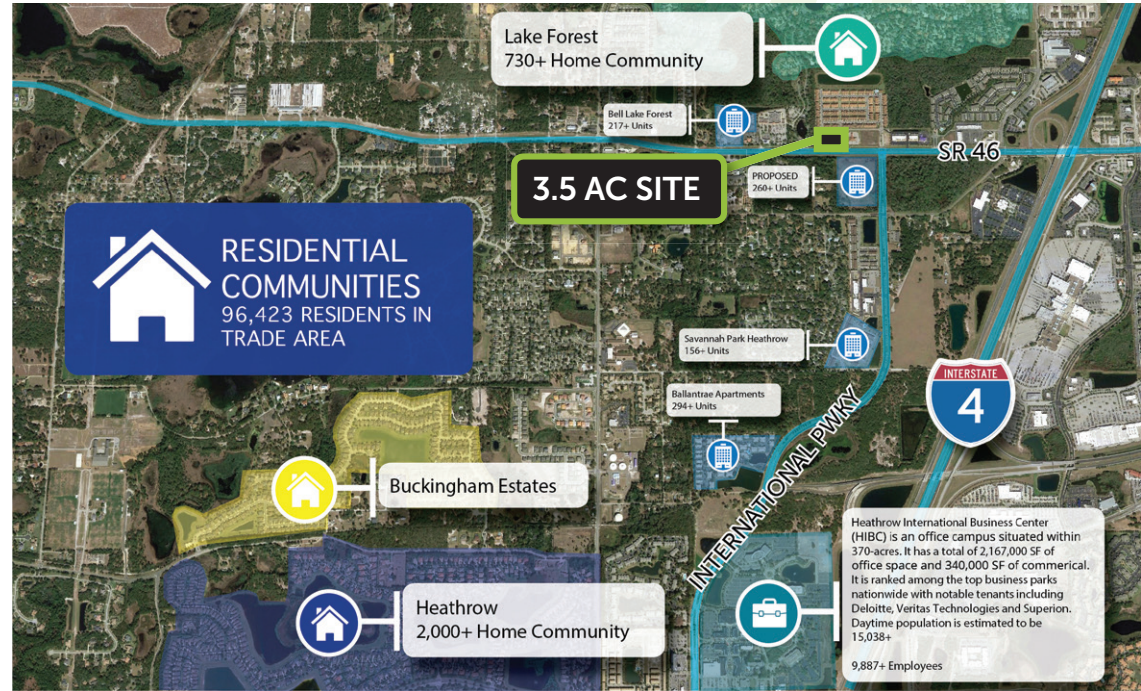 Lake Forest
730+ Home Community
Bell Lake Forest
217+ Units
SR 46
3.5 AC SITE
PROPOSED
260+ Units
RESIDENTIAL
COMMUNITIES
96,423 RESIDENTS IN
TRADE AREA
Savannah Park Heathrow
156+ Units
INTERSTATE
4
Ballantrae Apartments
294+ Units
INTERNATIONAL PWKY
Buckingham Estates
Heathrow International Business Center
(HIBC) is an office campus situated within
370-acres. It has a total of 2,167,000 SF of
office space and 340,000 SF of commerical.
It is ranked among the top business parks
nationwide with notable tenants including
Deloitte, Veritas Technologies and Superion.
Daytime population is estimated to be
15,038+
9,887+ Employees
Heathrow
2,000+ Home Community